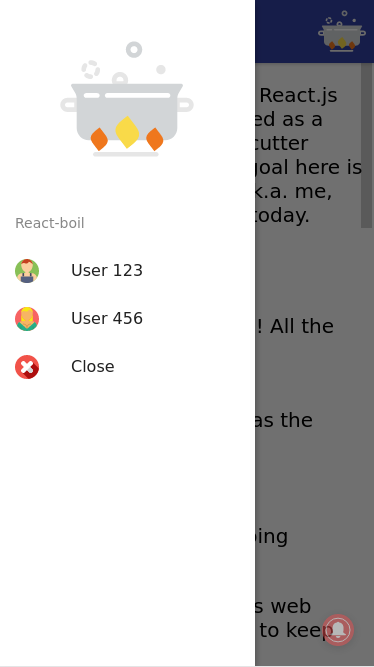 React-boil
User 123
User 456
Close
React.js
ed as a
cutter
goal here is
k.a. me,
today.
! All the
as the
ing
s web
to keep